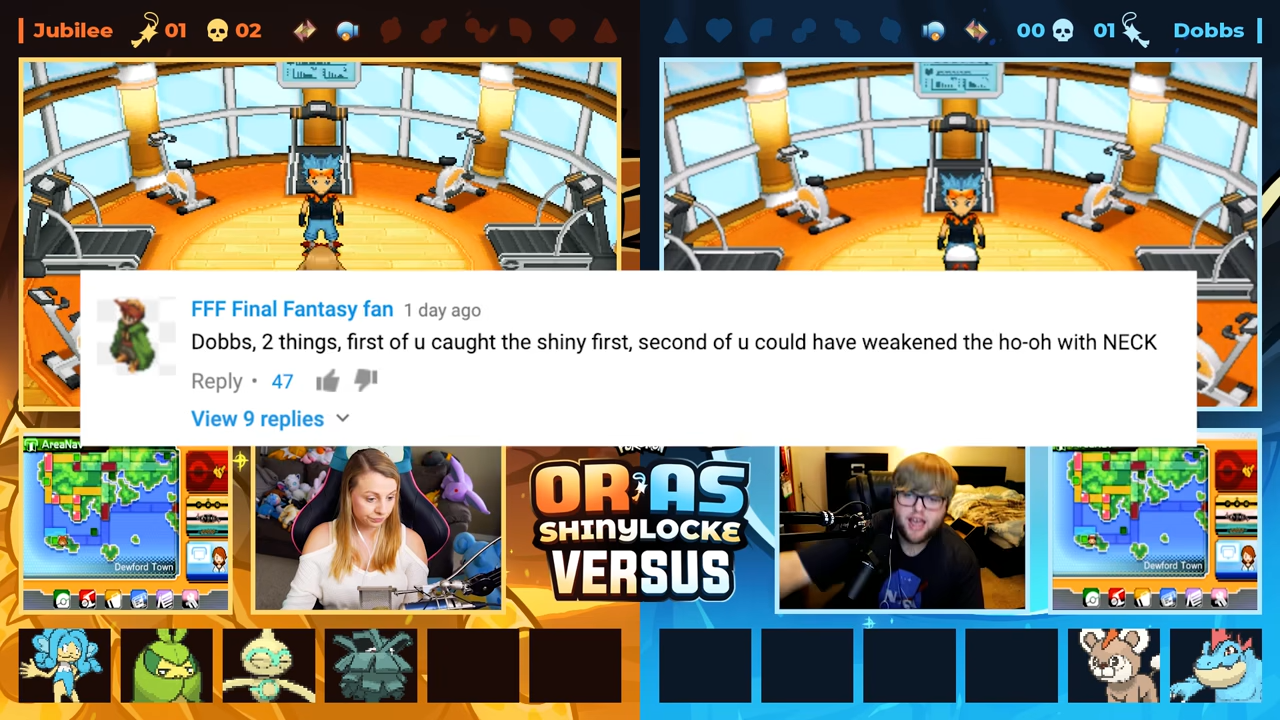 Jubilee 01 02
00 01 Dobbs
FFF Final Fantasy fan 1 day ago
Dobbs, 2 things, first of u caught the shiny first, second of u could have weakened the ho-oh with NECK
Reply • 47
View 9 replies
AreaNav
Dewford Town
OR AS
SHINYLOCKE
VERSUS
Dewford Town